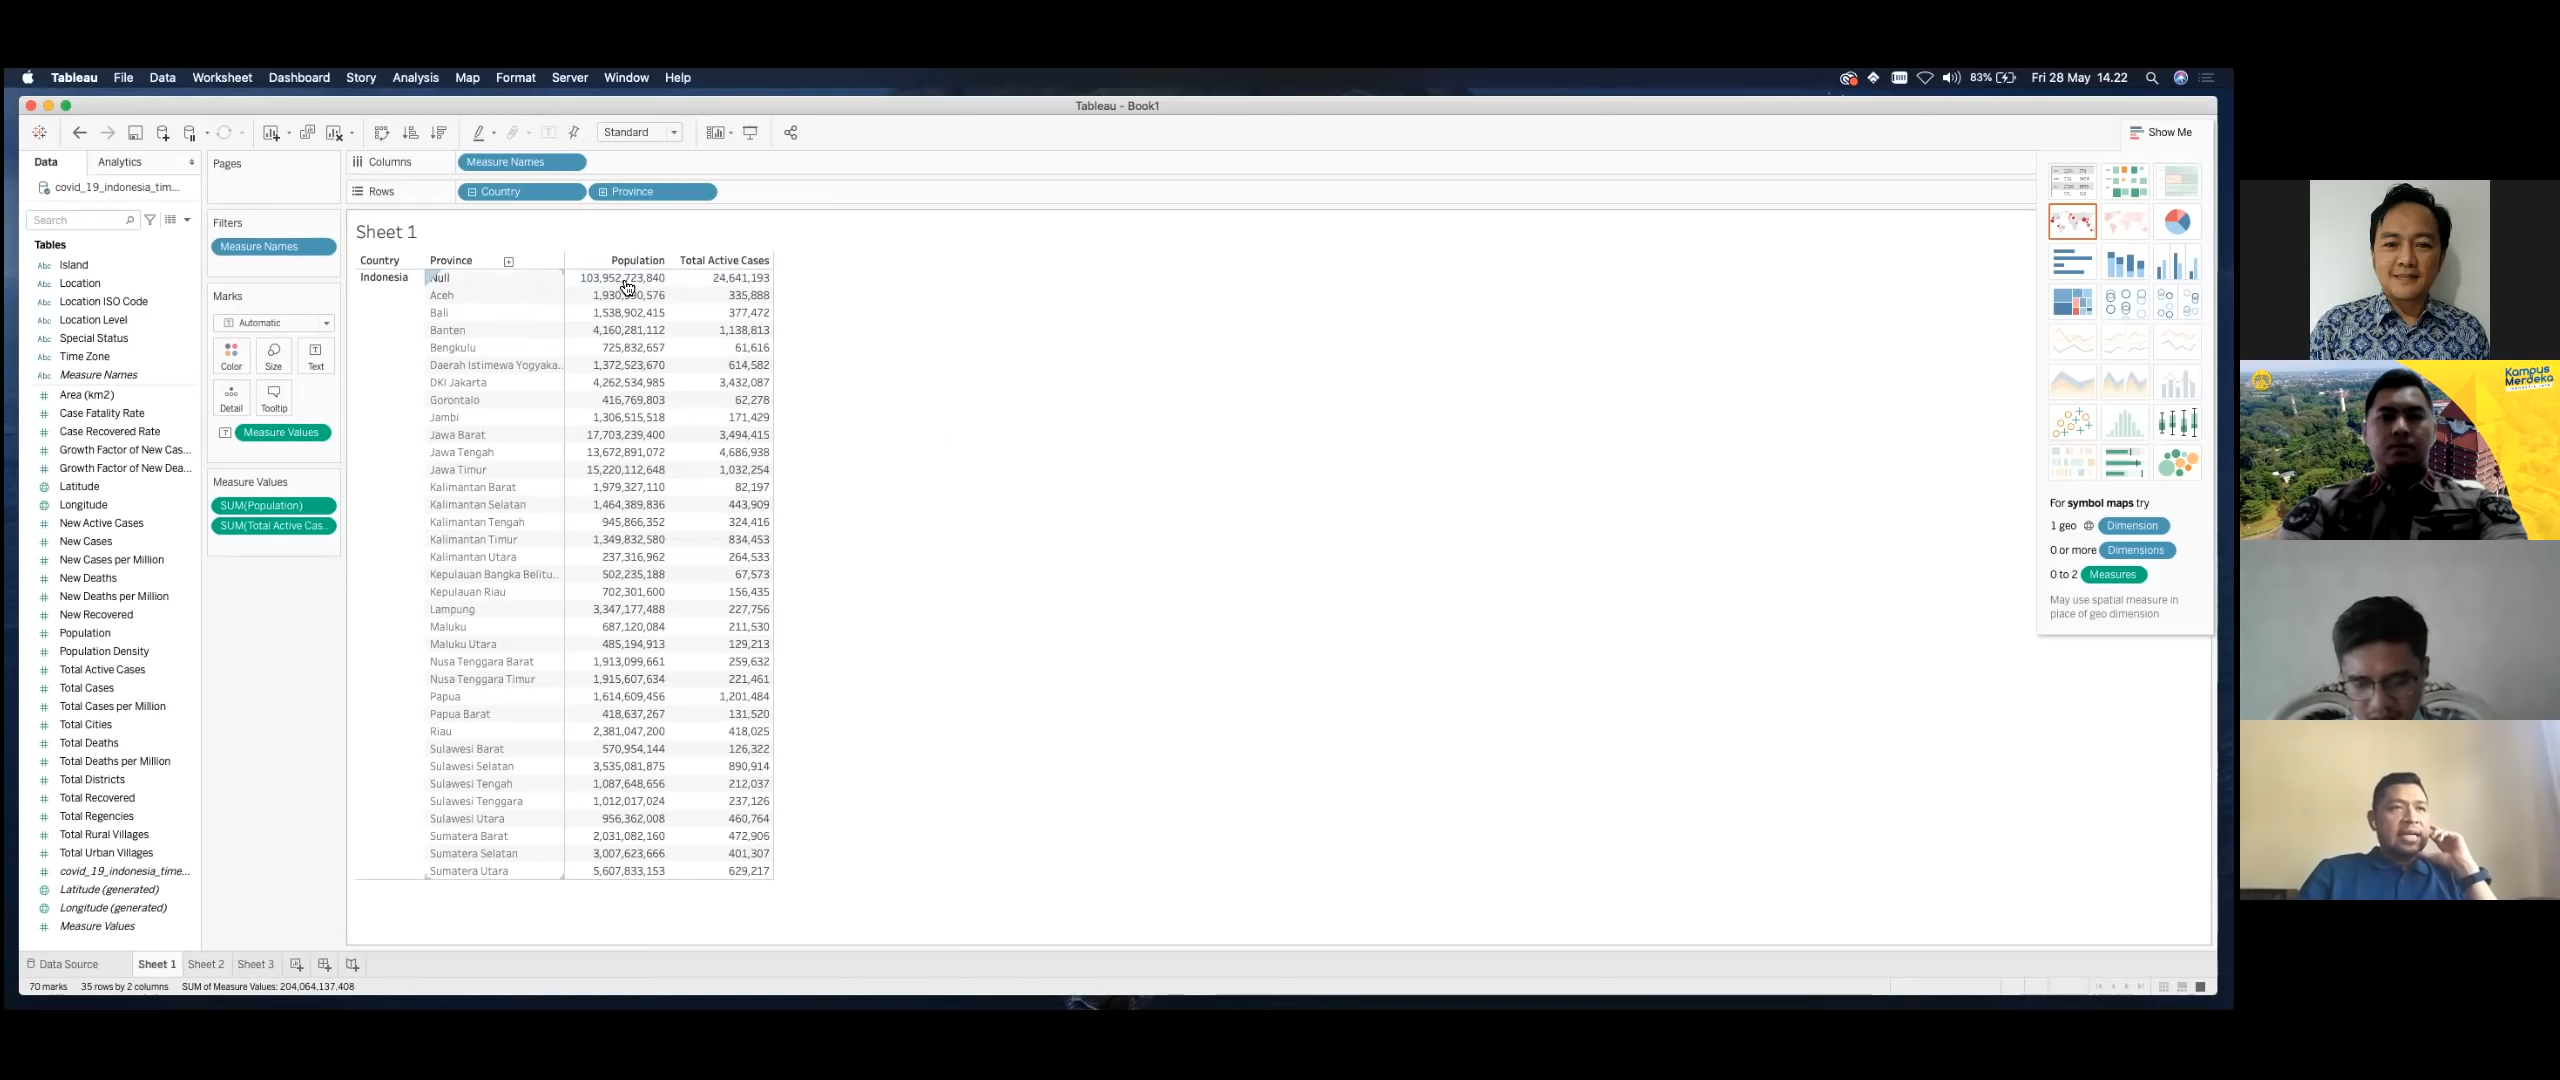 Tableau File Data Worksheet Dashboard Story Analysis Map Format Server Window Help
83% Fri 28 May 14.22
Tableau - Book1
Standard
Show Me
Data Analytics
covid_19_indonesia_tim...
Search
Tables
Abc Island
Abc Location
Abc Location ISO Code
Abc Location Level
Abc Special Status
Abc Time Zone
Abc Measure Names
# Area (km2)
# Case Fatality Rate
# Case Recovered Rate
# Growth Factor of New Cas...
# Growth Factor of New Dea...
Latitude
Longitude
# New Active Cases
# New Cases
# New Cases per Million
# New Deaths
# New Deaths per Million
# New Recovered
# Population
# Population Density
# Total Active Cases
# Total Cases
# Total Cases per Million
# Total Cities
# Total Deaths
# Total Deaths per Million
# Total Districts
# Total Recovered
# Total Regencies
# Total Rural Villages
# Total Urban Villages
# covid_19_indonesia_time...
Latitude (generated)
Longitude (generated)
# Measure Values
Pages
Filters
Measure Names
Marks
Automatic
Color Size Text
Detail Tooltip
Measure Values
Measure Values
SUM(Population)
SUM(Total Active Cas..
Columns Measure Names
Rows Country Province
Sheet 1
Country Province Population Total Active Cases
Indonesia Null 103,952,723,840 24,641,193
Aceh 335,888
Bali 1,538,902,415 377,472
Banten 4,160,281,112 1,138,813
Bengkulu 725,832,657 61,616
Daerah Istimewa Yogyaka.. 1,372,523,670 614,582
DKI Jakarta 4,262,534,985 3,432,087
Gorontalo 416,769,803 62,278
Jambi 1,306,515,518 171,429
Jawa Barat 17,703,239,400 3,494,415
Jawa Tengah 13,672,891,072 4,686,938
Jawa Timur 15,220,112,648 1,032,254
Kalimantan Barat 1,979,327,110 82,197
Kalimantan Selatan 1,464,389,836 443,909
Kalimantan Tengah 945,866,352 324,416
Kalimantan Timur 1,349,832,580 834,453
Kalimantan Utara 237,316,962 264,533
Kepulauan Bangka Belitu.. 502,235,188 67,573
Kepulauan Riau 702,301,600 156,435
Lampung 3,347,177,488 227,756
Maluku 687,120,084 211,530
Maluku Utara 485,194,913 129,213
Nusa Tenggara Barat 1,913,099,661 259,632
Nusa Tenggara Timur 1,915,607,634 221,461
Papua 1,614,609,456 1,201,484
Papua Barat 418,637,267 131,520
Riau 2,381,047,200 418,025
Sulawesi Barat 570,954,144 126,322
Sulawesi Selatan 3,535,081,875 890,914
Sulawesi Tengah 1,087,648,656 212,037
Sulawesi Tenggara 1,012,017,024 237,126
Sulawesi Utara 956,362,008 460,764
Sumatera Barat 2,031,082,160 472,906
Sumatera Selatan 3,007,623,666 401,307
Sumatera Utara 5,607,833,153 629,217
For symbol maps try
1 geo Dimension
0 or more Dimensions
0 to 2 Measures
May use spatial measure in
place of geo dimension
Data Source Sheet 1 Sheet 2 Sheet 3
70 marks 35 rows by 2 columns SUM of Measure Values: 204,064,137,408
Kampus
Merdeka